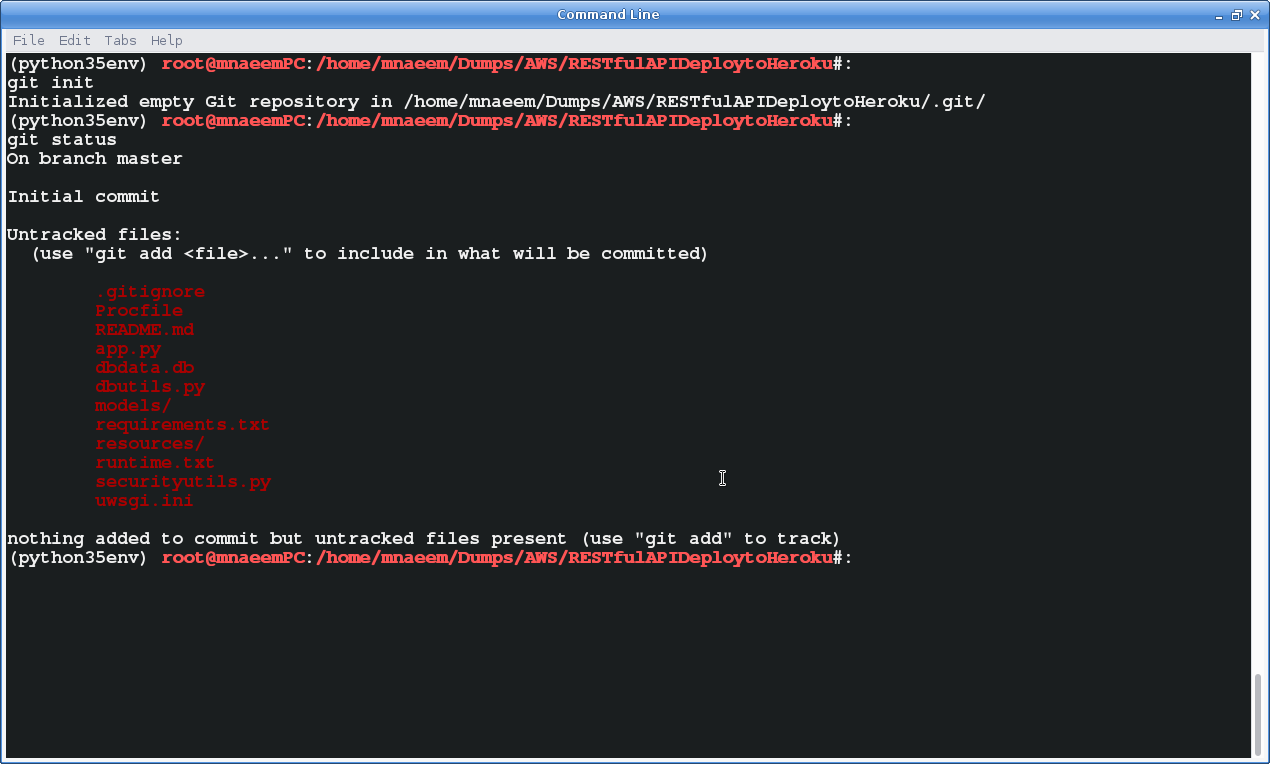 Command Line
File Edit Tabs Help
(python35env) root@mnaeemPC:/home/mnaeem/Dumps/AWS/RESTfulAPIDeploytoHeroku#:
git init
Initialized empty Git repository in /home/mnaeem/Dumps/AWS/RESTfulAPIDeploytoHeroku/.git/
(python35env) root@mnaeemPC:/home/mnaeem/Dumps/AWS/RESTfulAPIDeploytoHeroku#:
git status
On branch master
Initial commit
Untracked files:
  (use "git add <file>..." to include in what will be committed)
        .gitignore
        Procfile
        README.md
        app.py
        dbdata.db
        dbutils.py
        models/
        requirements.txt
        resources/
        runtime.txt
        securityutils.py
        uwsgi.ini
nothing added to commit but untracked files present (use "git add" to track)
(python35env) root@mnaeemPC:/home/mnaeem/Dumps/AWS/RESTfulAPIDeploytoHeroku#: